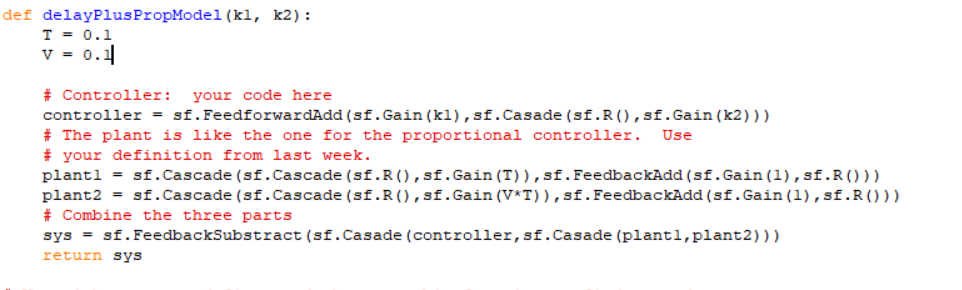 def delayPlusPropModel(k1, k2):
    T = 0.1
    V = 0.1
    # Controller:  your code here
    controller = sf.FeedforwardAdd(sf.Gain(k1),sf.Casade(sf.R(),sf.Gain(k2)))
    # The plant is like the one for the proportional controller.  Use
    # your definition from last week.
    plant1 = sf.Cascade(sf.Cascade(sf.R(),sf.Gain(T)),sf.FeedbackAdd(sf.Gain(1),sf.R()))
    plant2 = sf.Cascade(sf.Cascade(sf.R(),sf.Gain(V*T)),sf.FeedbackAdd(sf.Gain(1),sf.R()))
    # Combine the three parts
    sys = sf.FeedbackSubstract(sf.Casade(controller,sf.Casade(plant1,plant2)))
    return sys